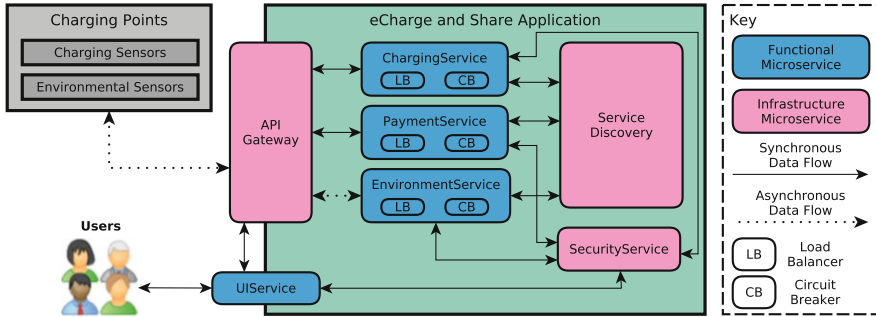 Charging Points
Charging Sensors
Environmental Sensors
eCharge and Share Application
API
Gateway
ChargingService
LB CB
PaymentService
LB CB
EnvironmentService
LB CB
Service
Discovery
SecurityService
UIService
Users
Key
Functional
Microservice
Infrastructure
Microservice
Synchronous
Data Flow
Asynchronous
Data Flow
LB Load
Balancer
CB Circuit
Breaker